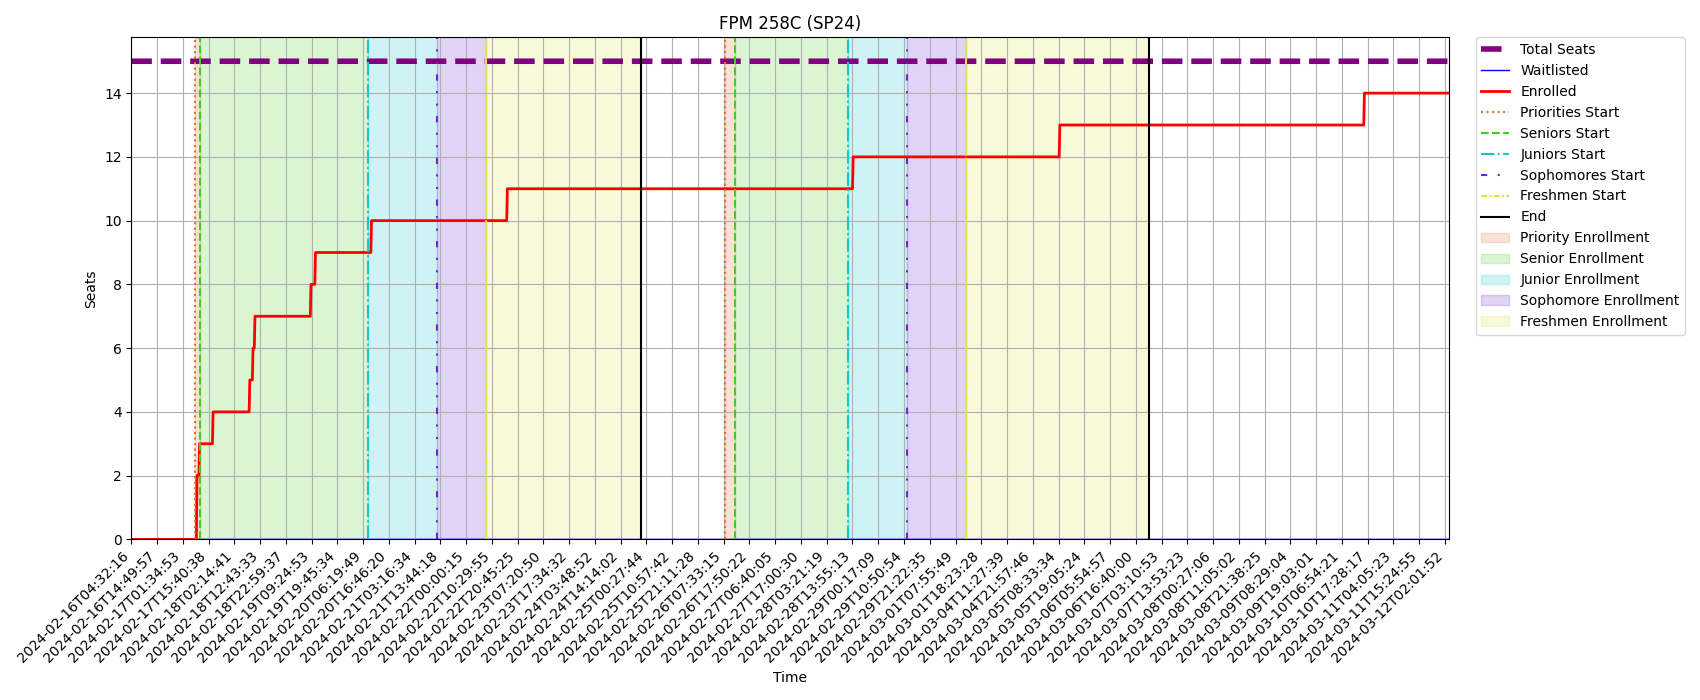 FPM 258C (SP24)
Total Seats
Waitlisted
Enrolled
Priorities Start
Seniors Start
Juniors Start
Sophomores Start
Freshmen Start
End
Priority Enrollment
Senior Enrollment
Junior Enrollment
Sophomore Enrollment
Freshmen Enrollment
Seats
14
12
10
8
6
4
2
0
2024-02-16T04:32:16
2024-02-16T14:49:57
2024-02-17T01:34:53
2024-02-17T15:40:38
2024-02-18T02:14:41
2024-02-18T12:43:33
2024-02-18T22:59:37
2024-02-19T09:24:53
2024-02-19T19:45:34
2024-02-20T06:19:49
2024-02-20T16:46:20
2024-02-21T03:16:34
2024-02-21T13:44:18
2024-02-22T00:00:15
2024-02-22T10:29:55
2024-02-22T20:45:25
2024-02-23T07:20:50
2024-02-23T17:34:32
2024-02-24T03:48:52
2024-02-24T14:14:02
2024-02-25T00:27:44
2024-02-25T10:57:42
2024-02-25T21:11:28
2024-02-26T07:33:15
2024-02-26T17:50:22
2024-02-27T06:40:05
2024-02-27T17:00:30
2024-02-28T03:21:19
2024-02-28T13:55:13
2024-02-29T00:17:09
2024-02-29T10:50:54
2024-02-29T21:22:35
2024-03-01T07:55:49
2024-03-01T18:23:28
2024-03-04T11:27:39
2024-03-04T21:57:46
2024-03-05T08:33:34
2024-03-05T19:05:24
2024-03-06T05:54:57
2024-03-06T16:40:00
2024-03-07T03:10:53
2024-03-07T13:53:23
2024-03-08T00:27:06
2024-03-08T11:05:02
2024-03-08T21:38:25
2024-03-09T08:29:04
2024-03-09T19:03:01
2024-03-10T06:54:21
2024-03-10T17:28:17
2024-03-11T04:05:23
2024-03-11T15:24:55
2024-03-12T02:01:52
Time